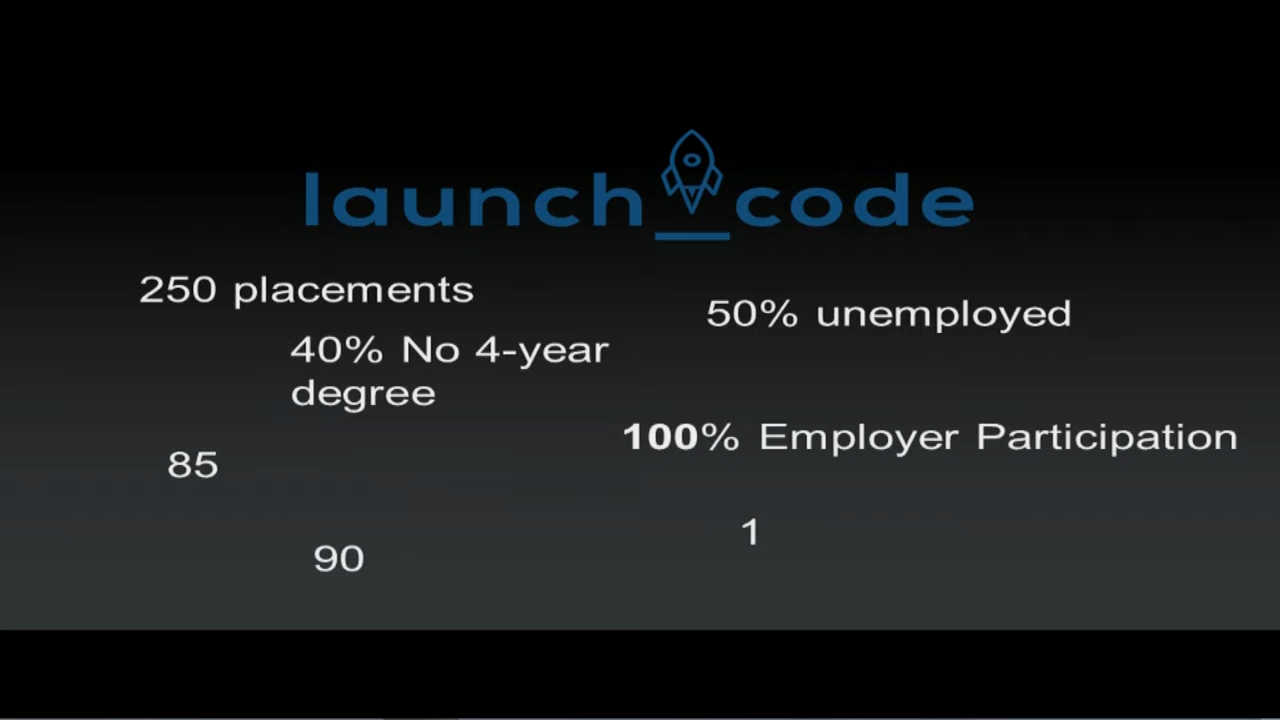 launch_code
250 placements
50% unemployed
40% No 4-year
degree
100% Employer Participation
85
1
90